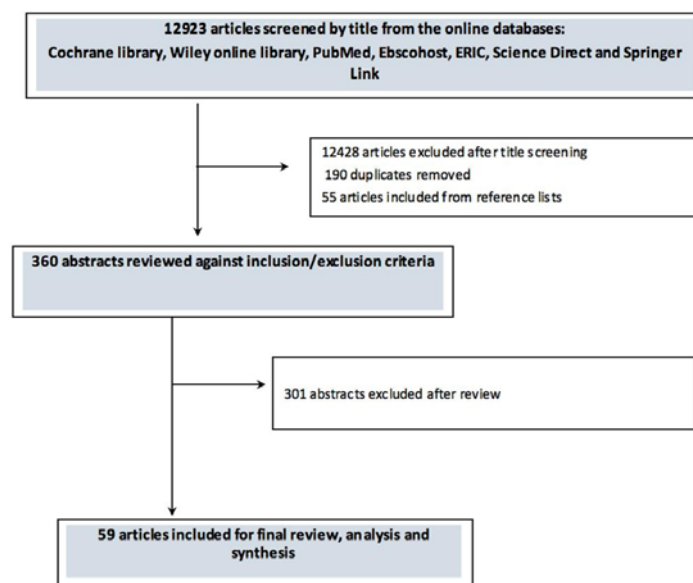 12923 articles screened by title from the online databases:
Cochrane library, Wiley online library, PubMed, Ebscohost, ERIC, Science Direct and Springer
Link
12428 articles excluded after title screening
190 duplicates removed
55 articles included from reference lists
360 abstracts reviewed against inclusion/exclusion criteria
301 abstracts excluded after review
59 articles included for final review, analysis and
synthesis